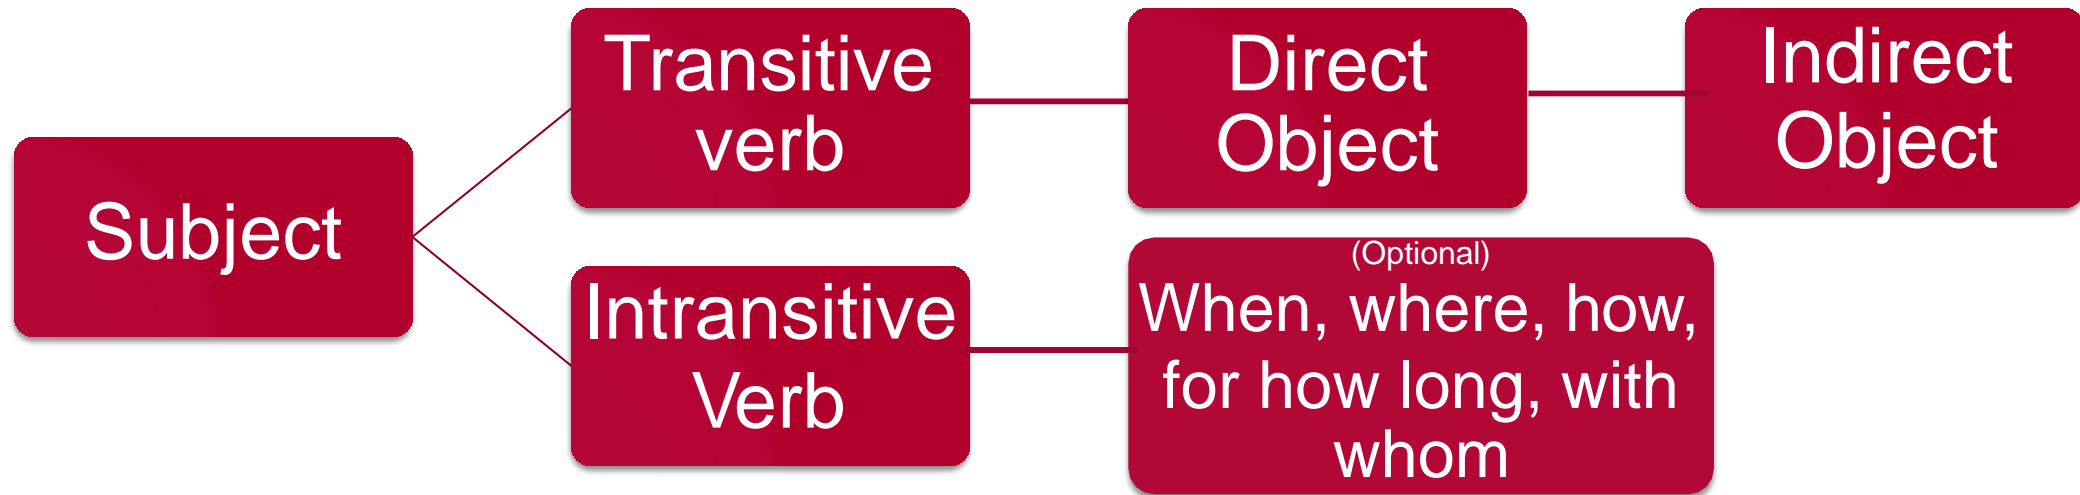 Subject
Transitive
verb
Direct
Object
Indirect
Object
Intransitive
Verb
(Optional)
When, where, how,
for how long, with
whom